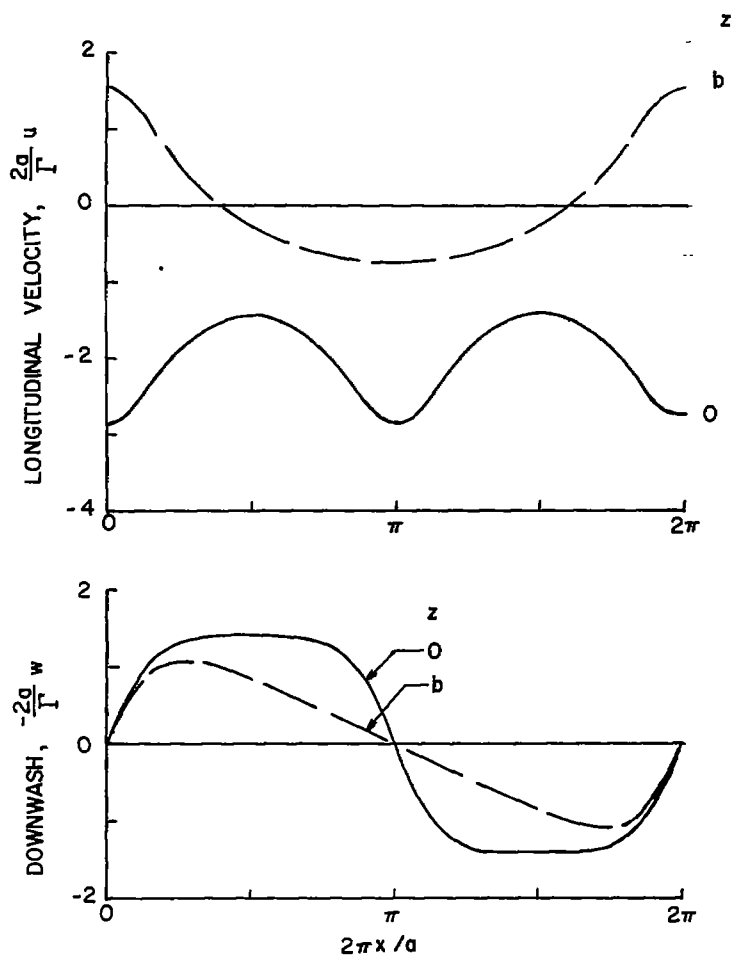 z
2
b
0
-2
0
-4
0
π
2π
LONGITUDINAL VELOCITY, 2a/Γ u
2
z
0
b
0
-2
0
π
2π
2πx/a
DOWNWASH, -2a/Γ w